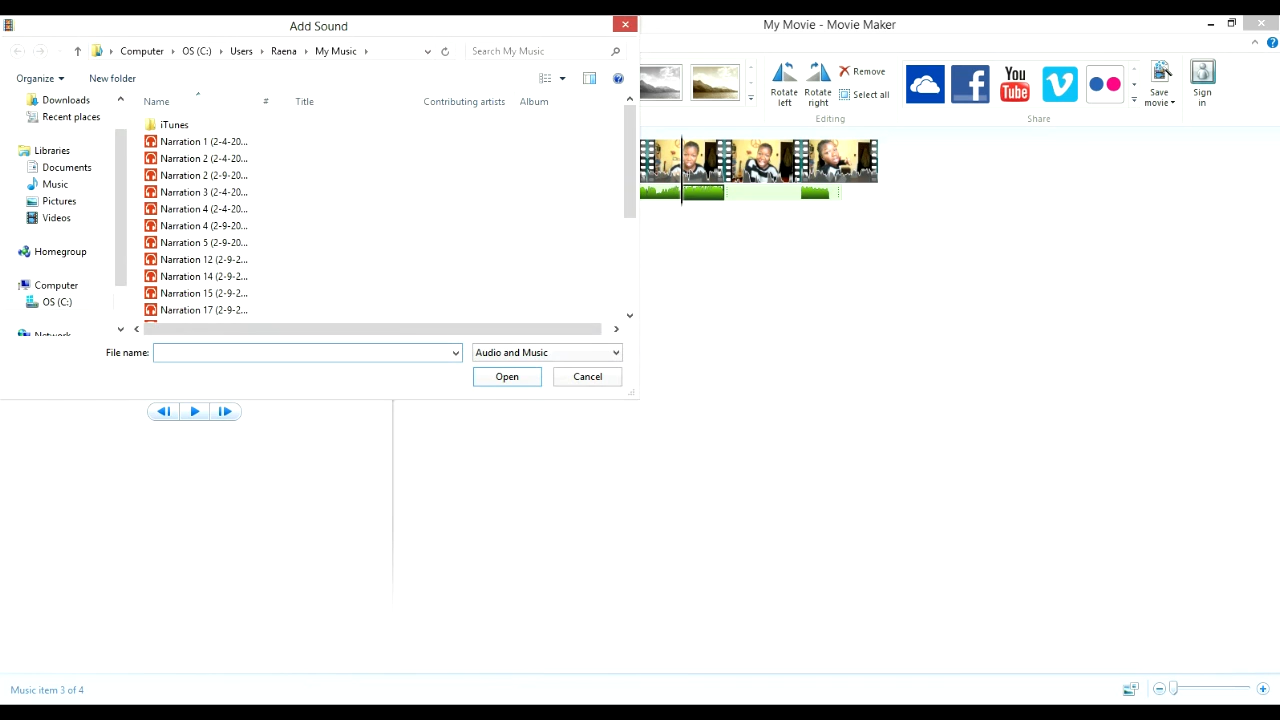 Add Sound
My Movie - Movie Maker
Computer
OS (C:)
Users
Raena
My Music
Search My Music
Organize
New folder
Downloads
Recent places
Libraries
Documents
Music
Pictures
Videos
Homegroup
Computer
OS (C:)
Network
Name
#
Title
Contributing artists
Album
iTunes
Narration 1 (2-4-20...
Narration 2 (2-4-20...
Narration 2 (2-9-20...
Narration 3 (2-4-20...
Narration 4 (2-4-20...
Narration 4 (2-9-20...
Narration 5 (2-9-20...
Narration 12 (2-9-2...
Narration 14 (2-9-2...
Narration 15 (2-9-2...
Narration 17 (2-9-2...
File name:
Audio and Music
Open
Cancel
Rotate left
Rotate right
Remove
Select all
Editing
You Tube
Share
Save movie
Sign in
Music item 3 of 4